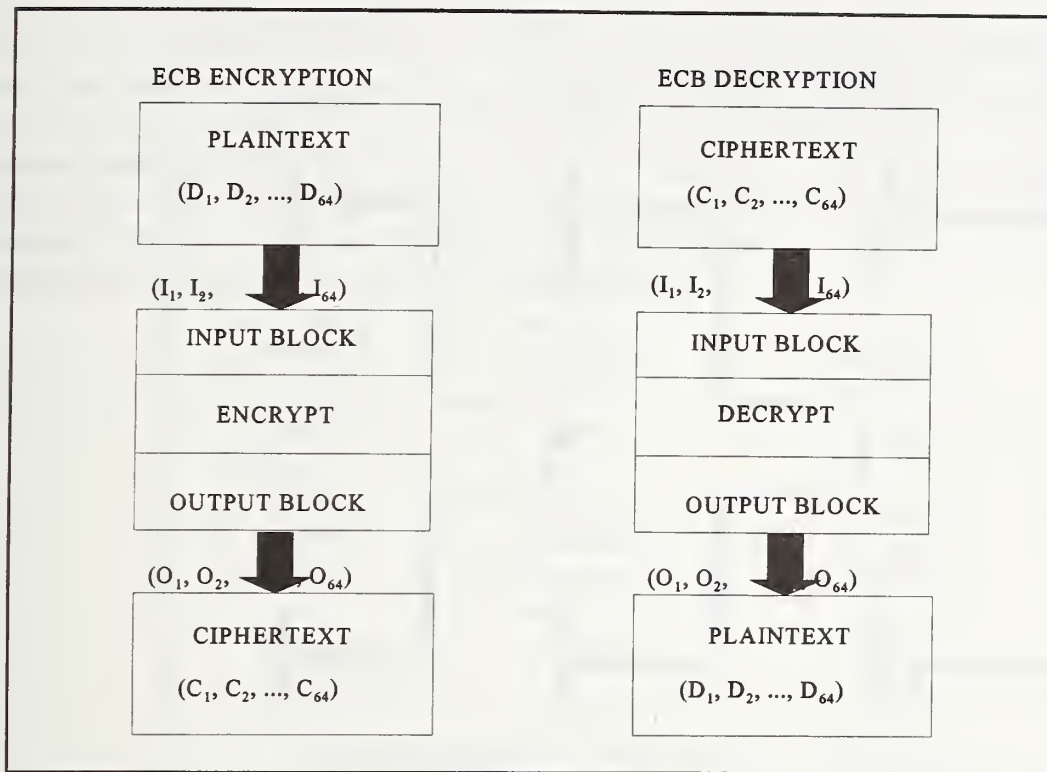 ECB ENCRYPTION
PLAINTEXT
(D₁, D₂, ..., D₆₄)
(I₁, I₂, I₆₄)
INPUT BLOCK
ENCRYPT
OUTPUT BLOCK
(O₁, O₂, , O₆₄)
CIPHERTEXT
(C₁, C₂, ..., C₆₄)
ECB DECRYPTION
CIPHERTEXT
(C₁, C₂, ..., C₆₄)
(I₁, I₂, I₆₄)
INPUT BLOCK
DECRYPT
OUTPUT BLOCK
(O₁, O₂, O₆₄)
PLAINTEXT
(D₁, D₂, ..., D₆₄)